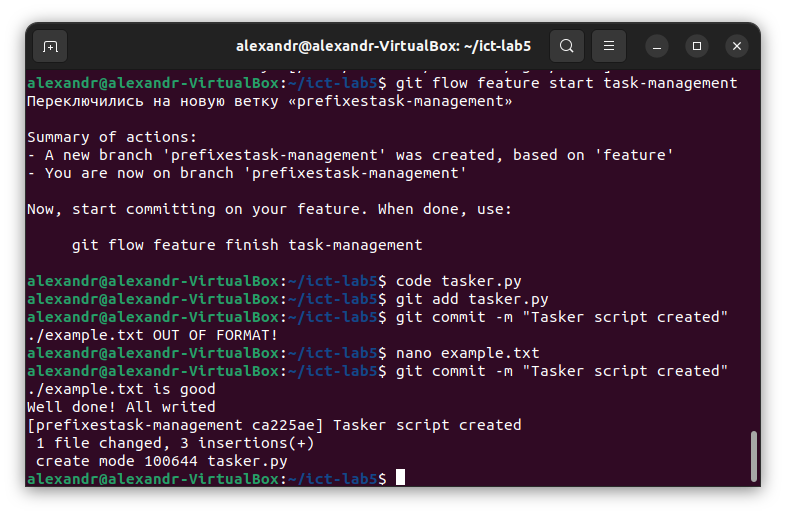 alexandr@alexandr-VirtualBox: ~/ict-lab5
alexandr@alexandr-VirtualBox:~/ict-lab5$ git flow feature start task-management
Переключились на новую ветку «prefixestask-management»
Summary of actions:
- A new branch 'prefixestask-management' was created, based on 'feature'
- You are now on branch 'prefixestask-management'
Now, start committing on your feature. When done, use:
git flow feature finish task-management
alexandr@alexandr-VirtualBox:~/ict-lab5$ code tasker.py
alexandr@alexandr-VirtualBox:~/ict-lab5$ git add tasker.py
alexandr@alexandr-VirtualBox:~/ict-lab5$ git commit -m "Tasker script created"
./example.txt OUT OF FORMAT!
alexandr@alexandr-VirtualBox:~/ict-lab5$ nano example.txt
alexandr@alexandr-VirtualBox:~/ict-lab5$ git commit -m "Tasker script created"
./example.txt is good
Well done! All writed
[prefixestask-management ca225ae] Tasker script created
1 file changed, 3 insertions(+)
create mode 100644 tasker.py
alexandr@alexandr-VirtualBox:~/ict-lab5$